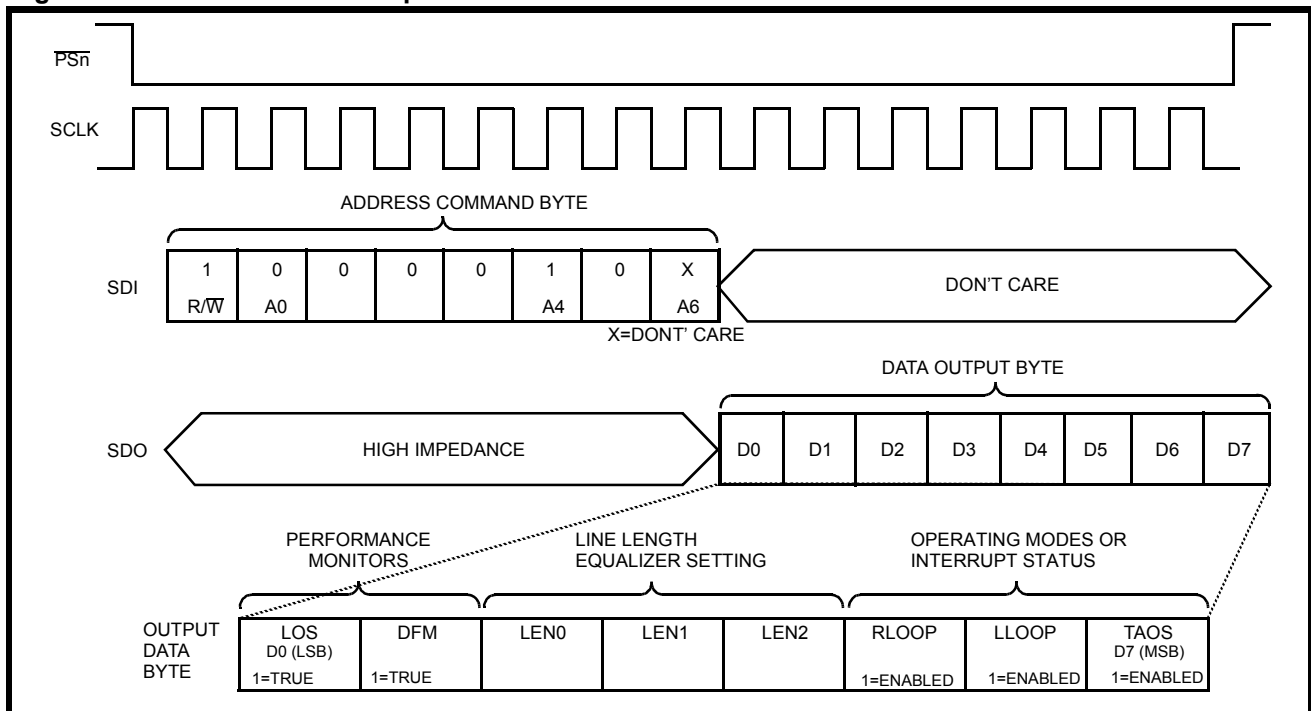 PSn
SCLK
ADDRESS COMMAND BYTE
SDI
1 0 0 0 0 1 0 X
R/W A0 A4 A6
DON'T CARE
X=DONT' CARE
DATA OUTPUT BYTE
SDO
HIGH IMPEDANCE
D0 D1 D2 D3 D4 D5 D6 D7
PERFORMANCE
MONITORS
LINE LENGTH
EQUALIZER SETTING
OPERATING MODES OR
INTERRUPT STATUS
OUTPUT
DATA
BYTE
LOS DFM LEN0 LEN1 LEN2 RLOOP LLOOP TAOS
D0 (LSB) D7 (MSB)
1=TRUE 1=TRUE 1=ENABLED 1=ENABLED 1=ENABLED